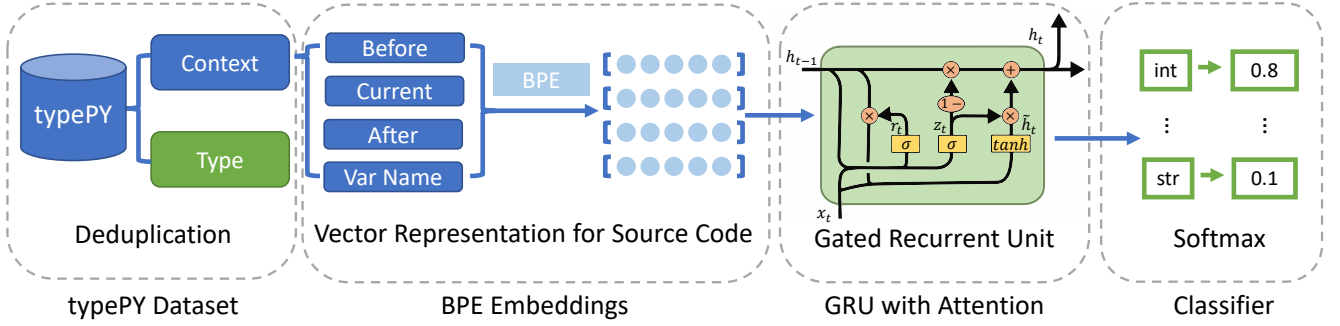 typePY
Context
Type
Deduplication
typePY Dataset
Before
Current
After
Var Name
BPE
[ ]
[ ]
[ ]
[ ]
Vector Representation for Source Code
BPE Embeddings
h_{t-1}
h_t
×
+
1 −
×
r_t
z_t
×
h̃_t
σ
σ
tanh
x_t
Gated Recurrent Unit
GRU with Attention
int
0.8
⋮
⋮
str
0.1
Softmax
Classifier